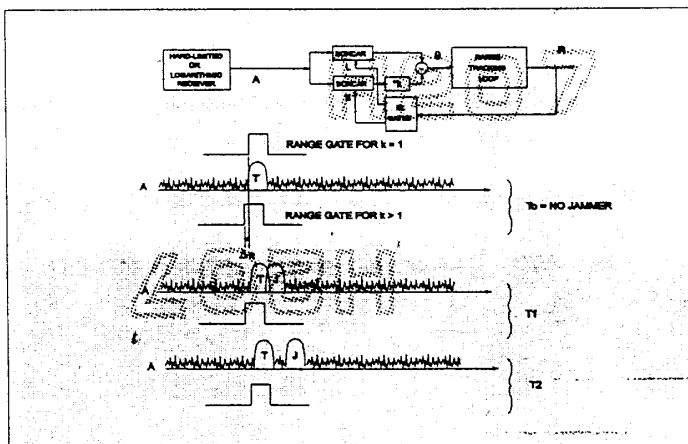 HARD-LIMITED
OR
LOGARITHMIC
RECEIVER
A
BOXCAR
L
BOXCAR
RANGE
TRACKING
LOOP
R
GATES
RANGE GATE FOR k = 1
A
T
To = NO JAMMER
RANGE GATE FOR k > 1
A
T
J
T1
A
T
J
T2